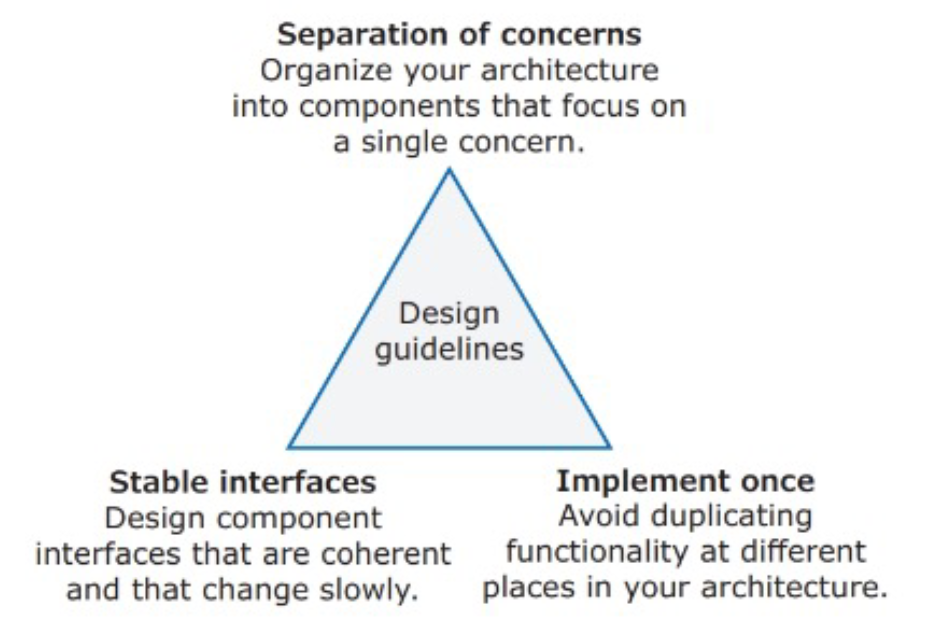 Separation of concerns
Organize your architecture
into components that focus on
a single concern.
Design
guidelines
Stable interfaces
Design component
interfaces that are coherent
and that change slowly.
Implement once
Avoid duplicating
functionality at different
places in your architecture.